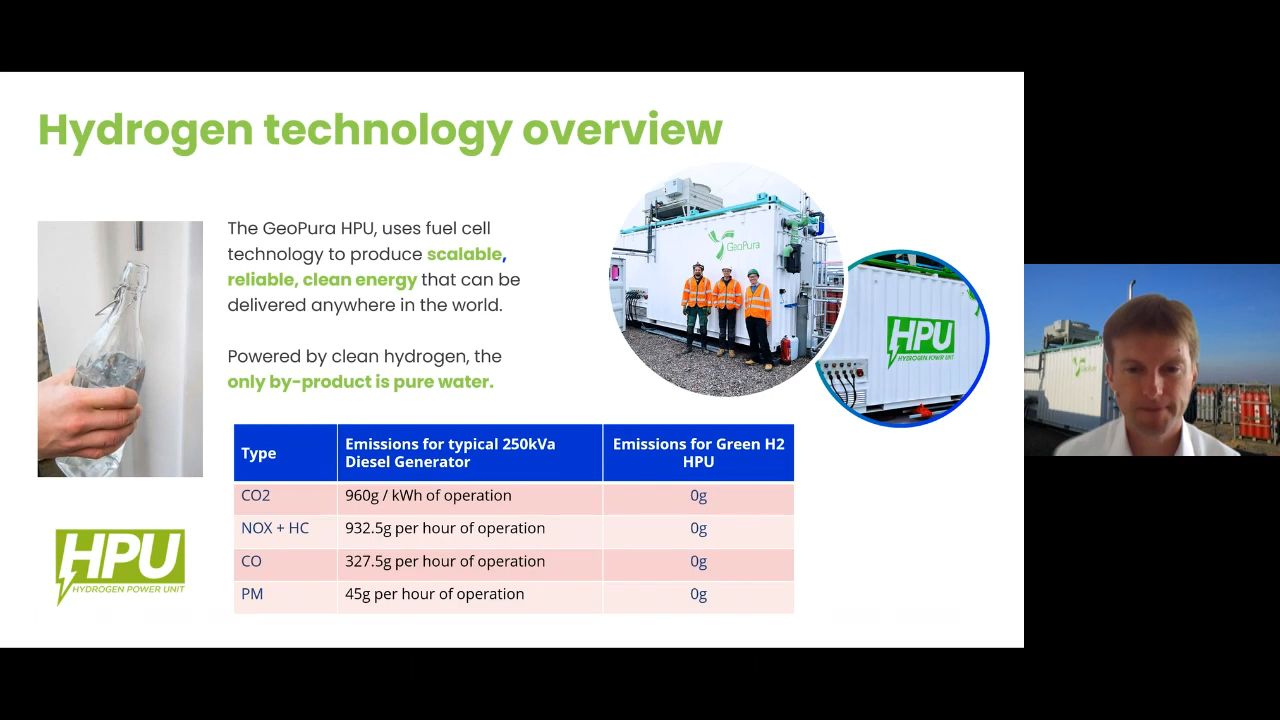 Hydrogen technology overview
The GeoPura HPU, uses fuel cell
technology to produce scalable,
reliable, clean energy that can be
delivered anywhere in the world.
Powered by clean hydrogen, the
only by-product is pure water.
GeoPura
HPU
HYDROGEN POWER UNIT
Type
Emissions for typical 250kVa
Diesel Generator
Emissions for Green H2
HPU
CO2
960g / kWh of operation
0g
NOX + HC
932.5g per hour of operation
0g
CO
327.5g per hour of operation
0g
PM
45g per hour of operation
0g
HPU
HYDROGEN POWER UNIT